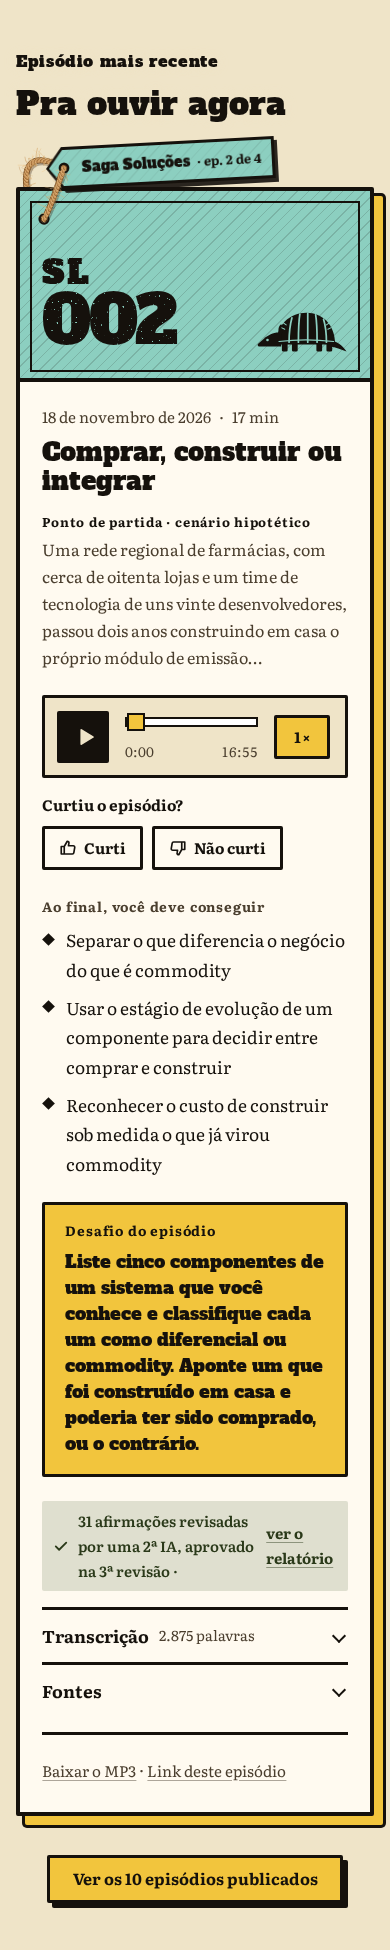 Episódio mais recente
Pra ouvir agora
Saga Soluções · ep. 2 de 4
SL
002
18 de novembro de 2026 · 17 min
Comprar, construir ou
integrar
Ponto de partida · cenário hipotético
Uma rede regional de farmácias, com
cerca de oitenta lojas e um time de
tecnologia de uns vinte desenvolvedores,
passou dois anos construindo em casa o
próprio módulo de emissão...
0:00 16:55
1×
Curtiu o episódio?
Curti Não curti
Ao final, você deve conseguir
Separar o que diferencia o negócio
do que é commodity
Usar o estágio de evolução de um
componente para decidir entre
comprar e construir
Reconhecer o custo de construir
sob medida o que já virou
commodity
Desafio do episódio
Liste cinco componentes de
um sistema que você
conhece e classifique cada
um como diferencial ou
commodity. Aponte um que
foi construído em casa e
poderia ter sido comprado,
ou o contrário.
31 afirmações revisadas
por uma 2ª IA, aprovado
na 3ª revisão ·
ver o
relatório
Transcrição 2.875 palavras
Fontes
Baixar o MP3 · Link deste episódio
Ver os 10 episódios publicados